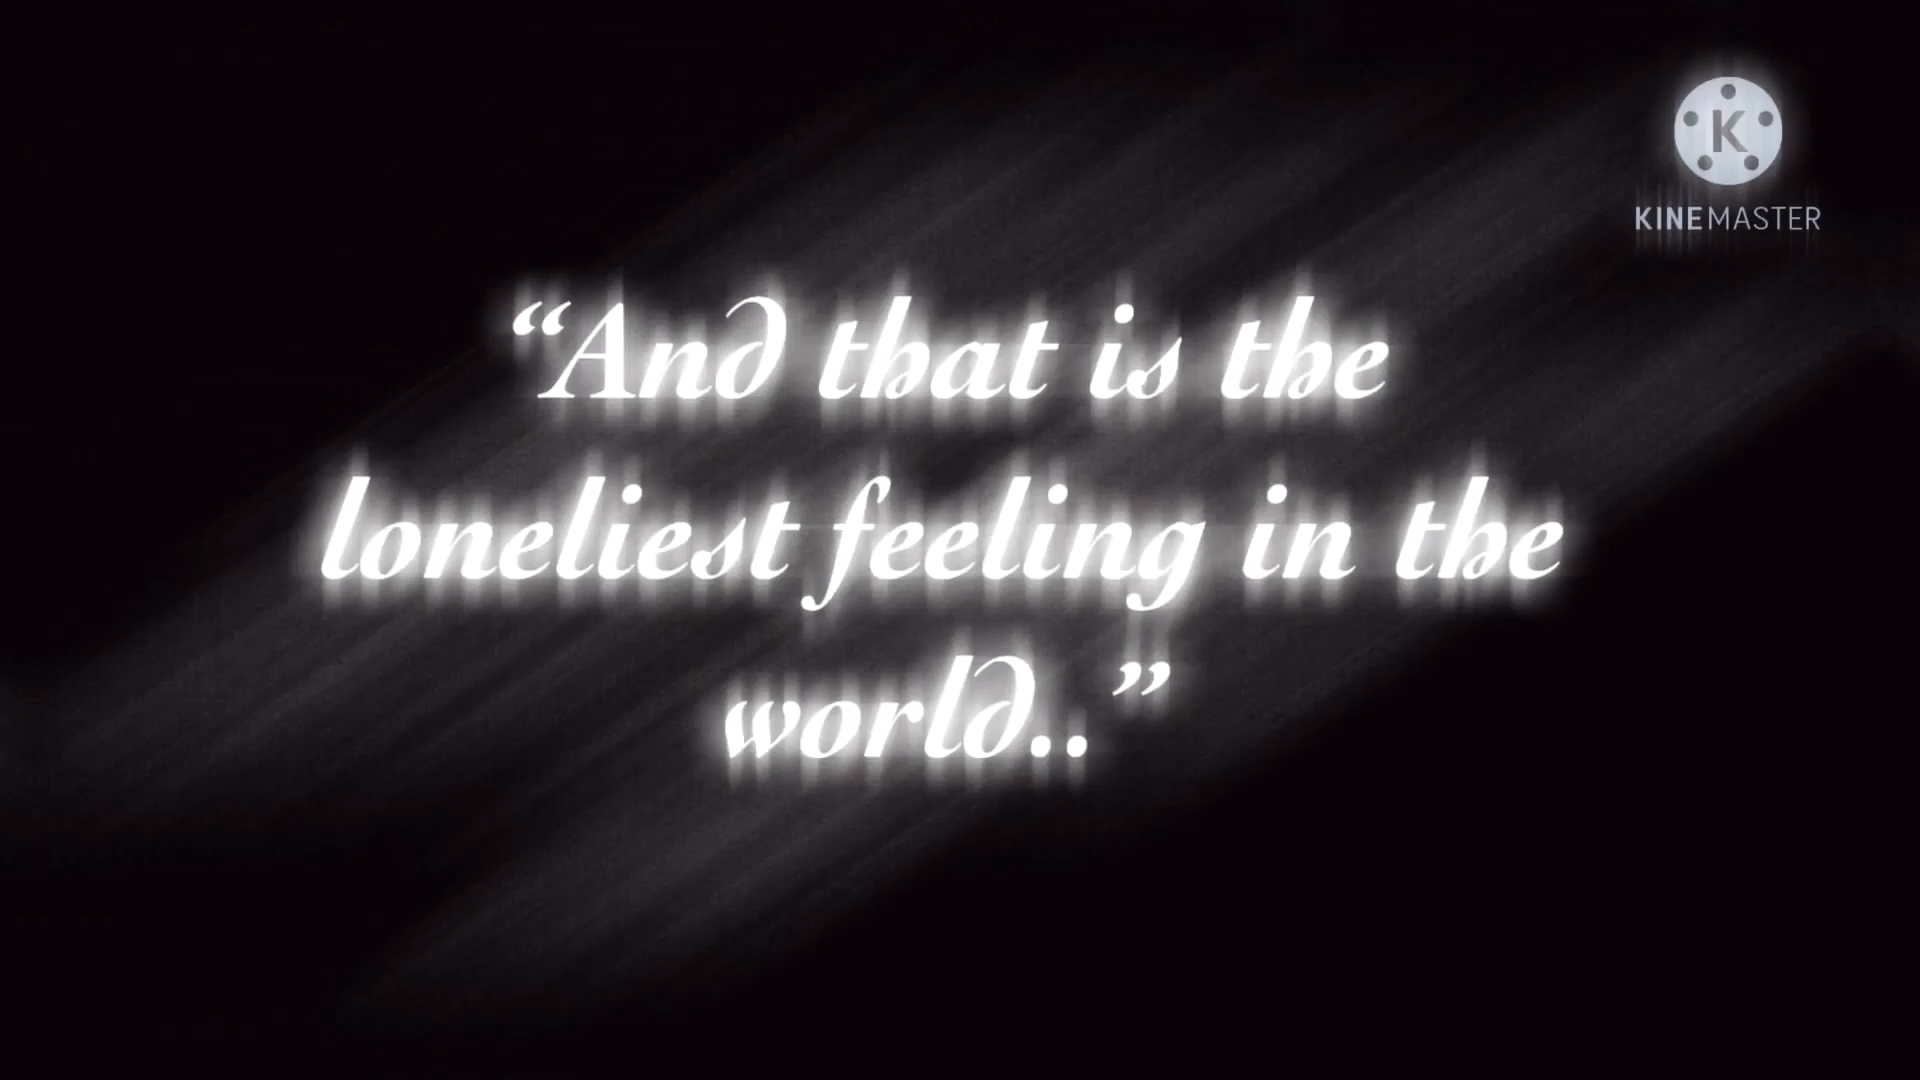 KINEMASTER
“And that is the
loneliest feeling in the
world..”